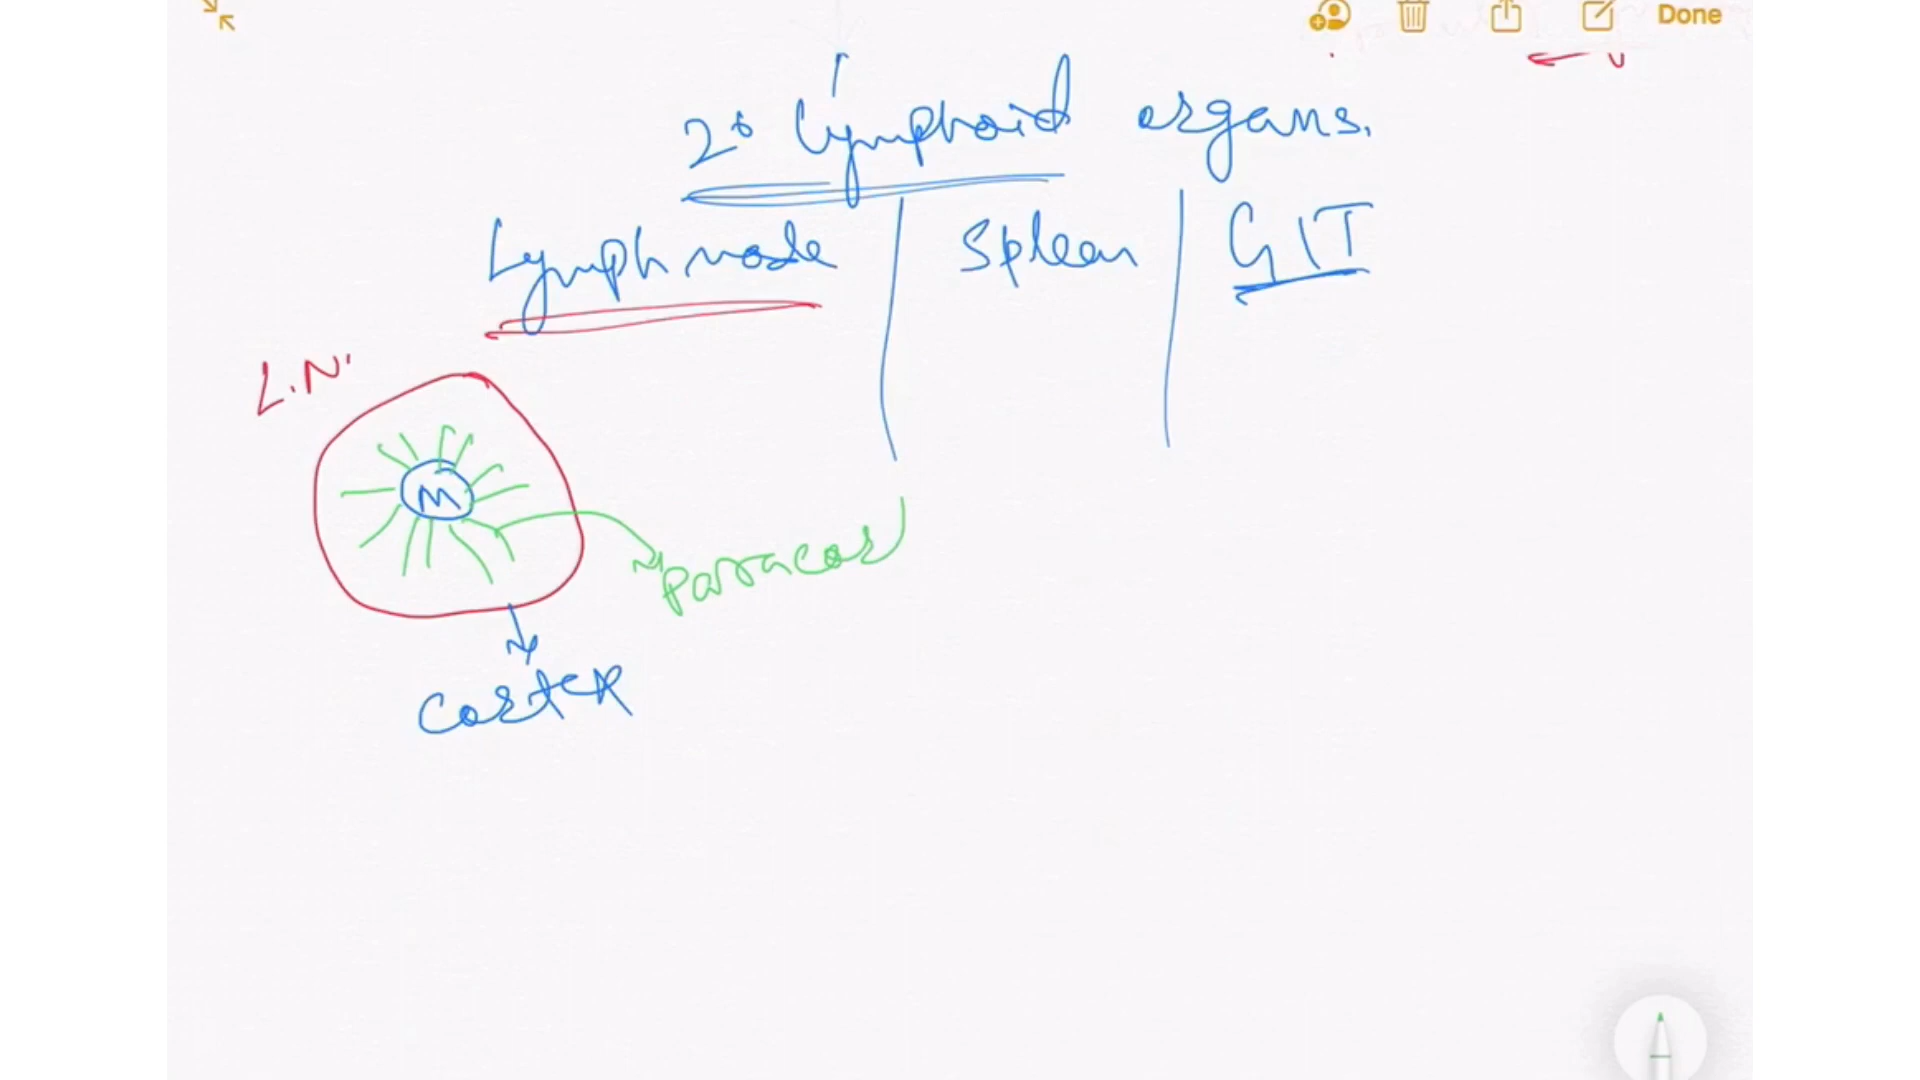 Done
2° lymphoid organs.
Lymph node | Spleen | GIT
L.N.
M
paracor
cortex